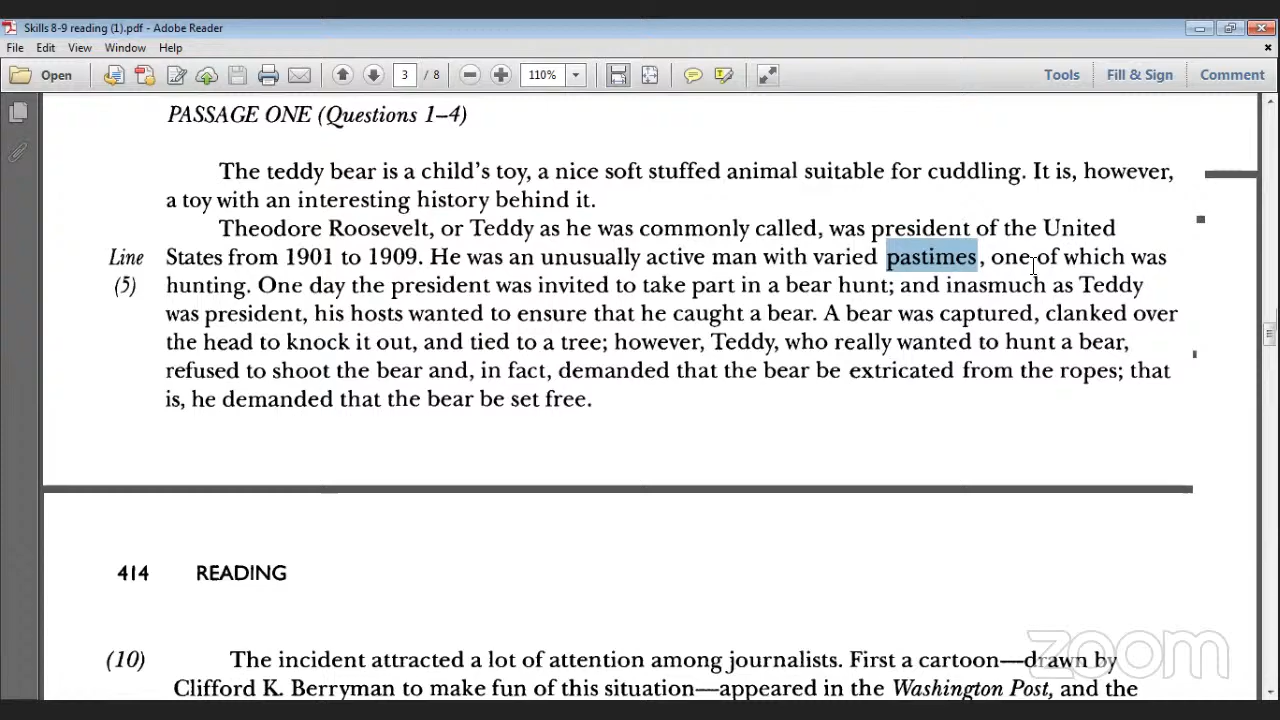 Skills 8-9 reading (1).pdf - Adobe Reader
File Edit View Window Help
Open 3 / 8 110% Tools Fill & Sign Comment
PASSAGE ONE (Questions 1–4)
The teddy bear is a child's toy, a nice soft stuffed animal suitable for cuddling. It is, however,
a toy with an interesting history behind it.
Theodore Roosevelt, or Teddy as he was commonly called, was president of the United
Line States from 1901 to 1909. He was an unusually active man with varied pastimes, one of which was
(5) hunting. One day the president was invited to take part in a bear hunt; and inasmuch as Teddy
was president, his hosts wanted to ensure that he caught a bear. A bear was captured, clanked over
the head to knock it out, and tied to a tree; however, Teddy, who really wanted to hunt a bear,
refused to shoot the bear and, in fact, demanded that the bear be extricated from the ropes; that
is, he demanded that the bear be set free.
414 READING
(10) The incident attracted a lot of attention among journalists. First a cartoon—drawn by
Clifford K. Berryman to make fun of this situation—appeared in the Washington Post, and the
zoom